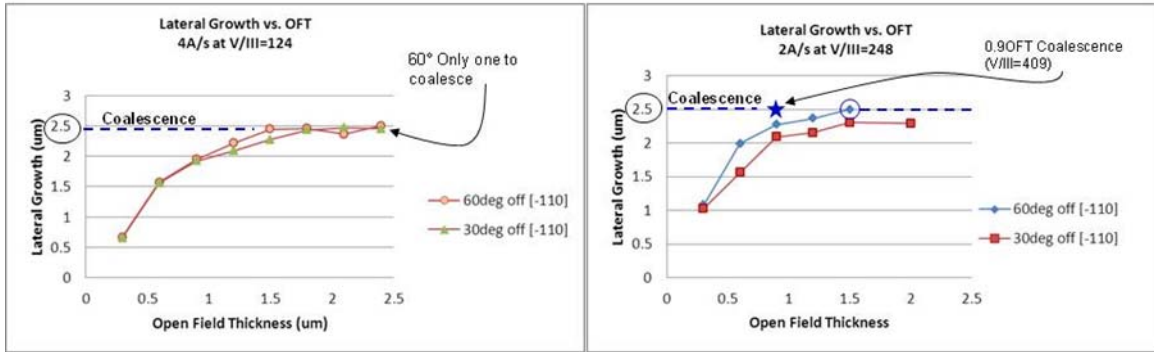 Lateral Growth vs. OFT
4A/s at V/III=124
60° Only one to
coalesce
3
2.5
2
1.5
1
0.5
0
Coalescence
Lateral Growth (um)
60deg off [-110]
30deg off [-110]
0
0.5
1
1.5
2
2.5
Open Field Thickness (um)
Lateral Growth vs. OFT
2A/s at V/III=248
0.9OFT Coalescence
(V/III=409)
3
2.5
2
1.5
1
0.5
0
Coalescence
Lateral Growth (um)
60deg off [-110]
30deg off [-110]
0
0.5
1
1.5
2
2.5
Open Field Thickness